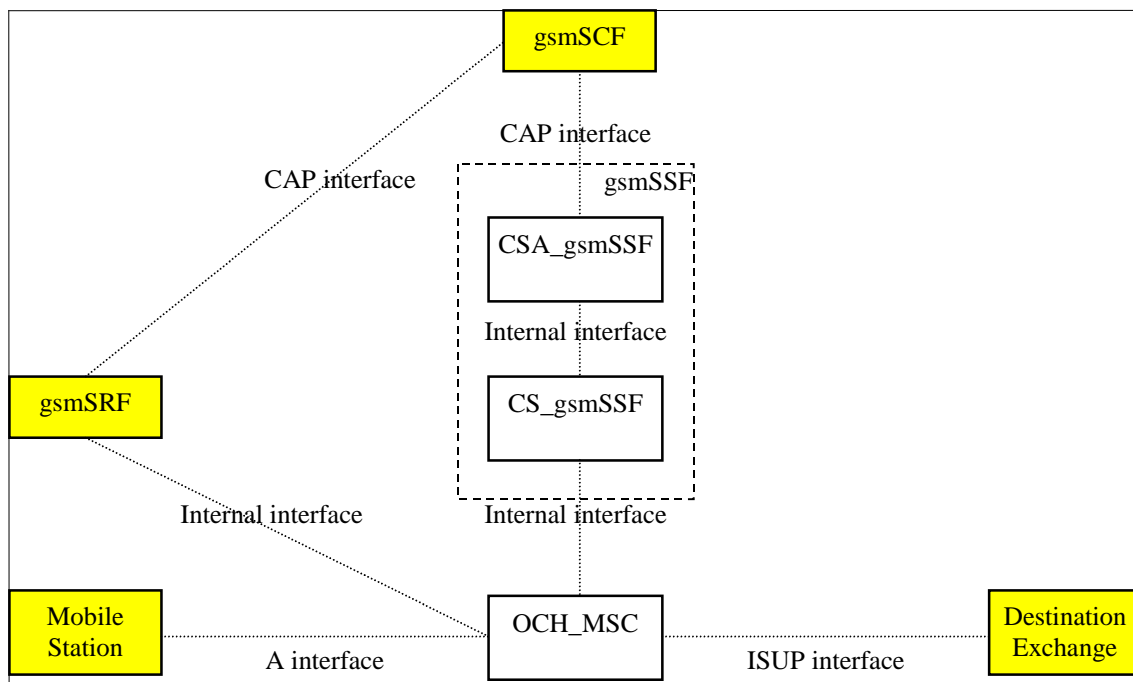 gsmSCF
CAP interface
CAP interface
gsmSSF
CSA_gsmSSF
Internal interface
gsmSRF
CS_gsmSSF
Internal interface
Internal interface
Mobile
Station
OCH_MSC
Destination
Exchange
A interface
ISUP interface